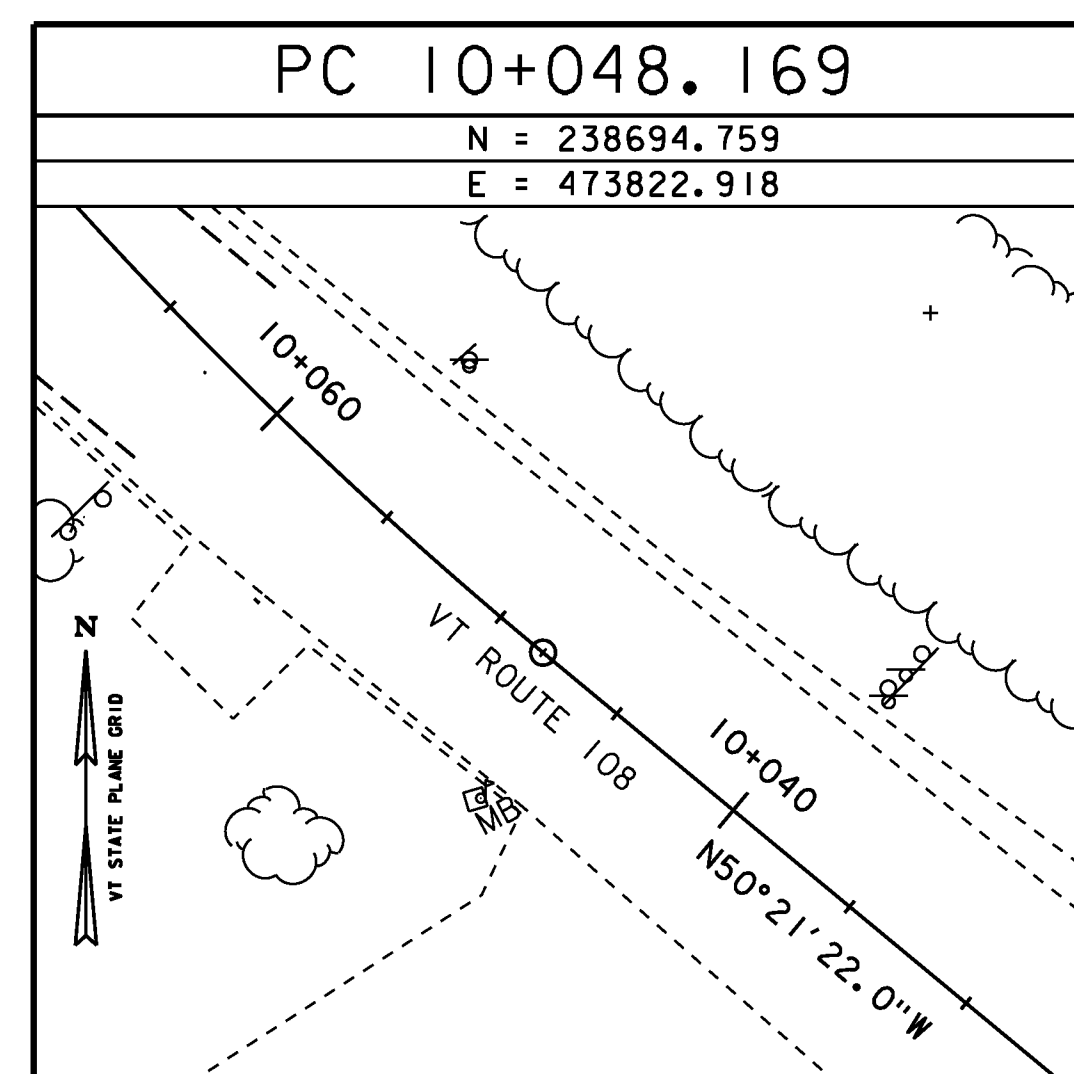 PC 10+048.169
N = 238694.759
E = 473822.918
10+060
N
VT STATE PLANE GRID
VT ROUTE 108
10+040
MB
N50°21'22.0"W